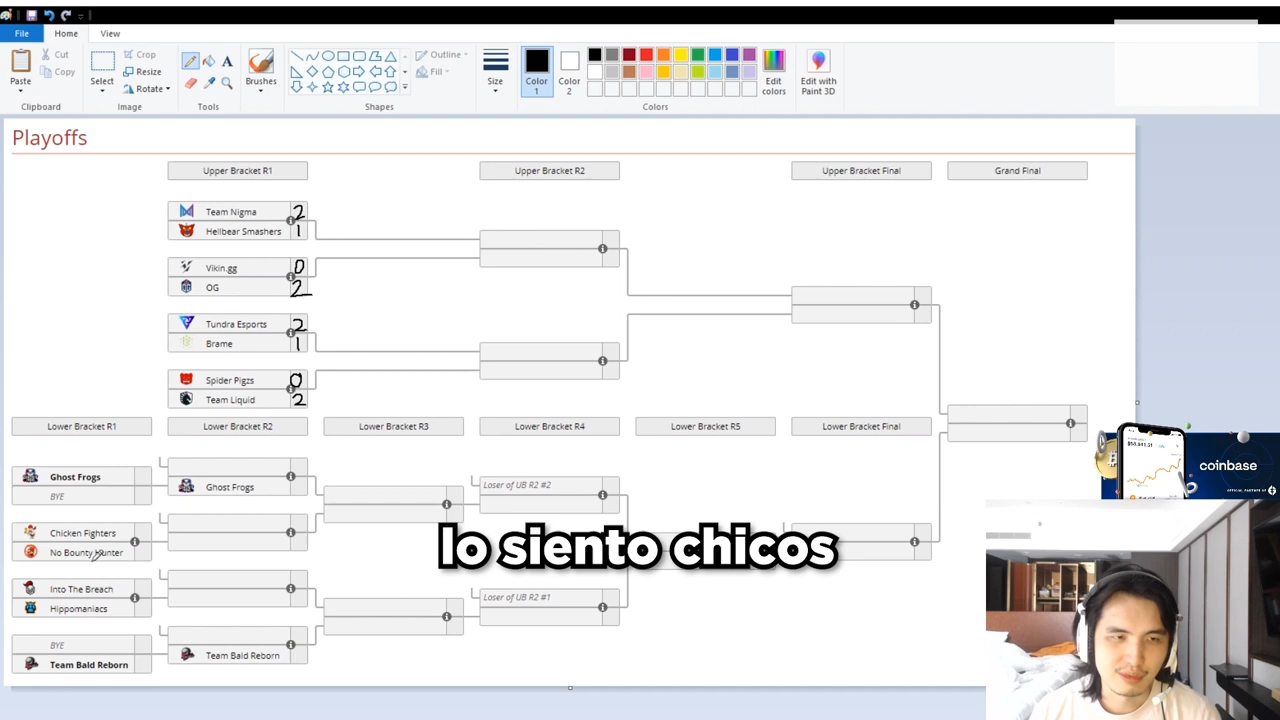 File
Home
View
Paste
Cut
Copy
Clipboard
Select
Crop
Resize
Rotate
Image
A
Tools
Brushes
Outline
Fill
Shapes
Size
Color
1
Color
2
Edit
colors
Colors
Edit with
Paint 3D
Playoffs
Upper Bracket R1
Upper Bracket R2
Upper Bracket Final
Grand Final
Team Nigma 2
Hellbear Smashers 1
Vikin.gg 0
OG 2
Tundra Esports 2
Brame 1
Spider Pigzs 0
Team Liquid 2
Lower Bracket R1
Lower Bracket R2
Lower Bracket R3
Lower Bracket R4
Lower Bracket R5
Lower Bracket Final
Ghost Frogs
BYE
Chicken Fighters
No Bounty Hunter
Into The Breach
Hippomaniacs
BYE
Team Bald Reborn
Ghost Frogs
Team Bald Reborn
Loser of UB R2 #2
Loser of UB R2 #1
lo siento chicos
coinbase